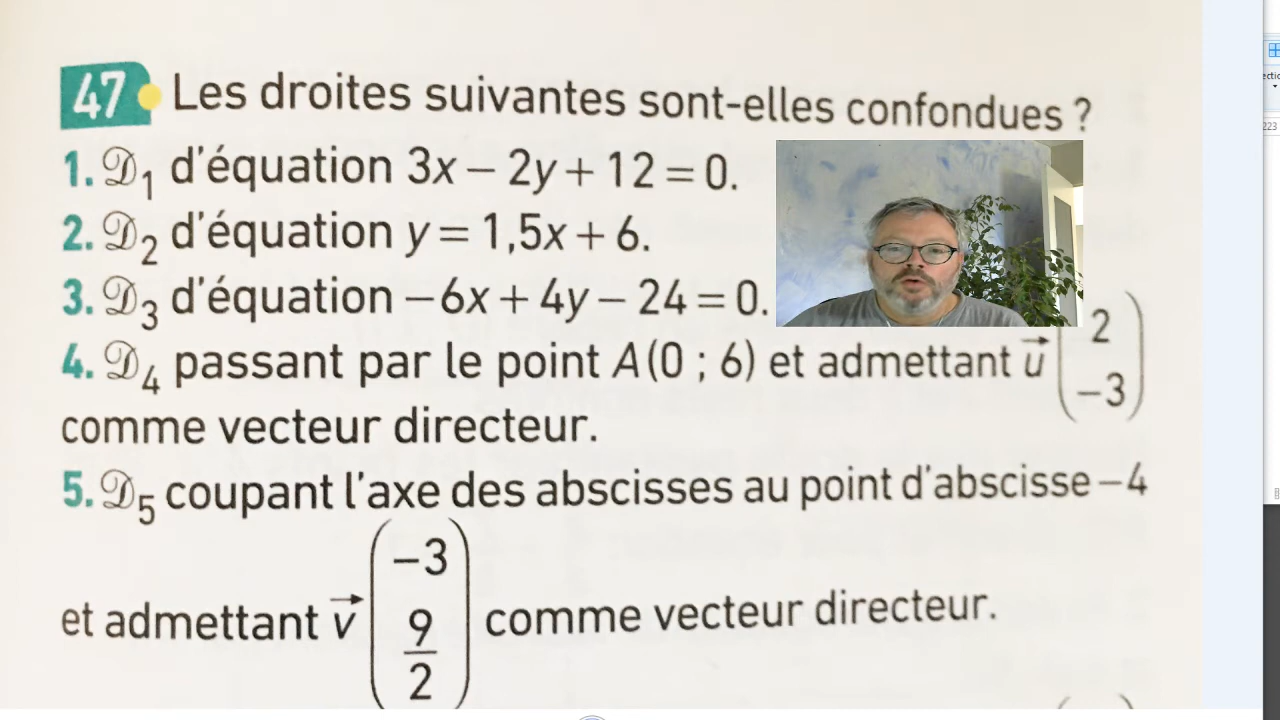 47 Les droites suivantes sont-elles confondues ?
1. 𝒟₁ d'équation 3x – 2y + 12 = 0.
2. 𝒟₂ d'équation y = 1,5x + 6.
3. 𝒟₃ d'équation –6x + 4y – 24 = 0.
4. 𝒟₄ passant par le point A(0 ; 6) et admettant u⃗ (2 ; –3)
comme vecteur directeur.
5. 𝒟₅ coupant l'axe des abscisses au point d'abscisse –4
et admettant v⃗ (–3 ; 9/2) comme vecteur directeur.
223